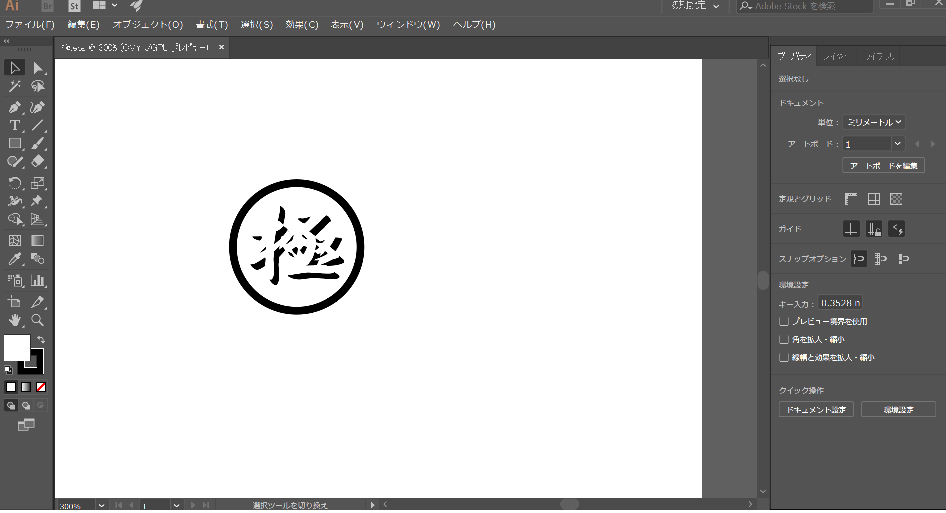 Ai Br St 初期設定 Adobe Stock を検索
ファイル(F) 編集(E) オブジェクト(O) 書式(T) 選択(S) 効果(C) 表示(V) ウィンドウ(W) ヘルプ(H)
プロパティ レイヤー ライブラリ
選択なし
ドキュメント
単位: ミリメートル
アートボード: 1
アートボードを編集
定規とグリッド
ガイド
スナップオプション
環境設定
キー入力: 0.3528 n
プレビュー境界を使用
角を拡大・縮小
線幅と効果を拡大・縮小
クイック操作
ドキュメント設定 環境設定
極
300% 1 選択ツールを切り換え